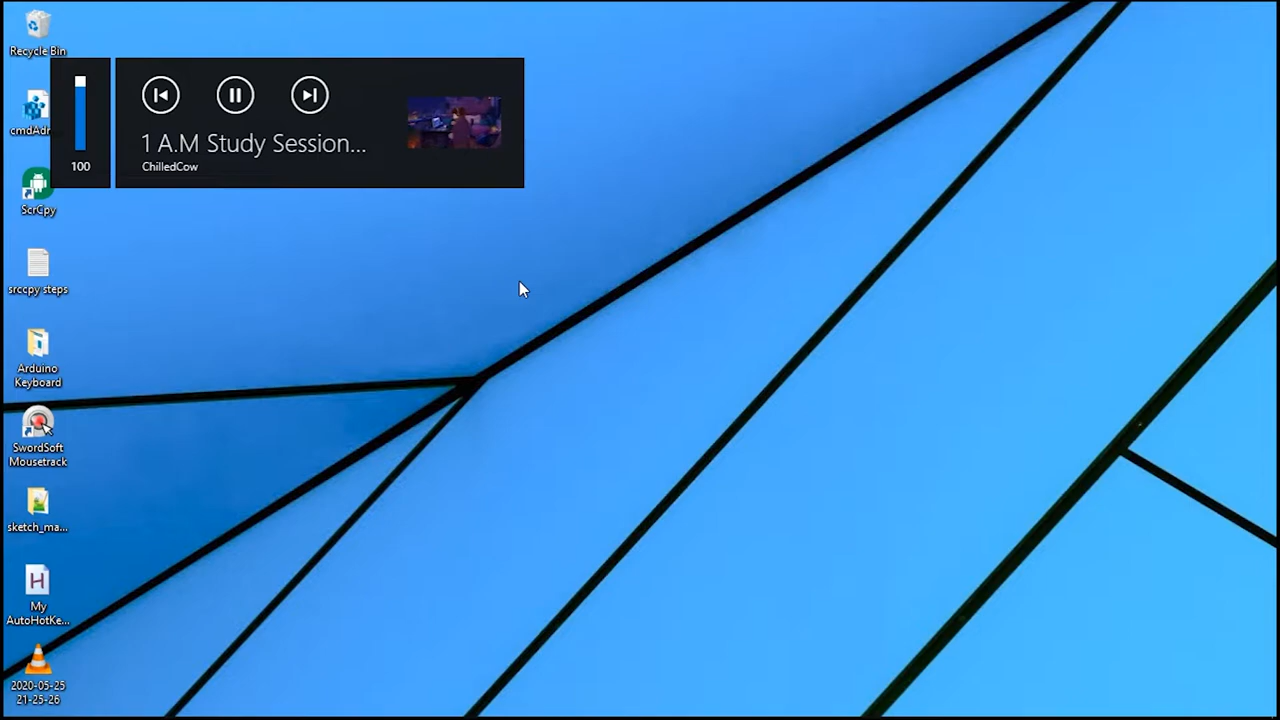 Recycle Bin
100
1 A.M Study Session...
ChilledCow
cmdAdr
ScrCpy
srccpy steps
Arduino
Keyboard
SwordSoft
Mousetrack
sketch_ma...
H
My
AutoHotKe...
2020-05-25
21-25-26